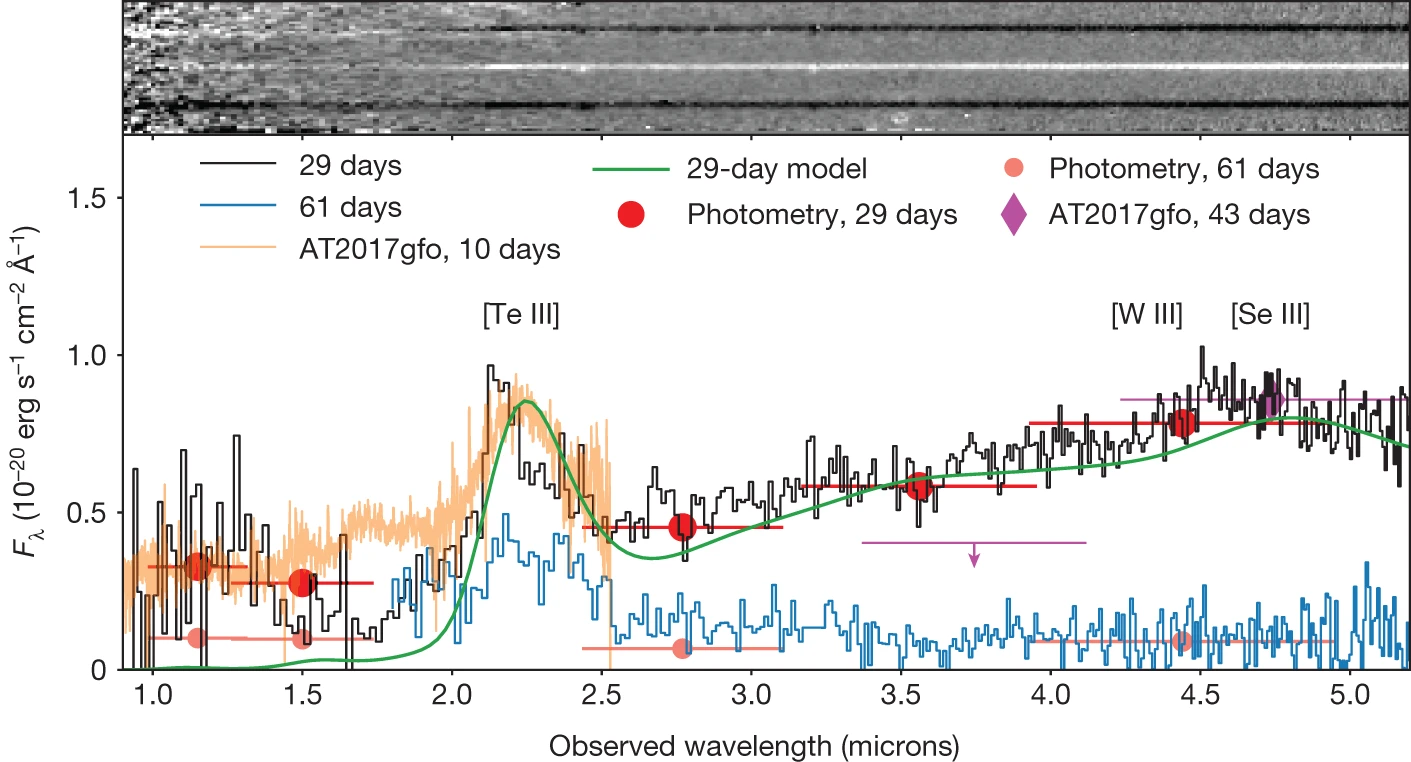 29 days
61 days
AT2017gfo, 10 days
29-day model
Photometry, 29 days
Photometry, 61 days
AT2017gfo, 43 days
[Te III]
[W III]
[Se III]
1.5
1.0
0.5
0
Fλ (10⁻²⁰ erg s⁻¹ cm⁻² Å⁻¹)
1.0 1.5 2.0 2.5 3.0 3.5 4.0 4.5 5.0
Observed wavelength (microns)